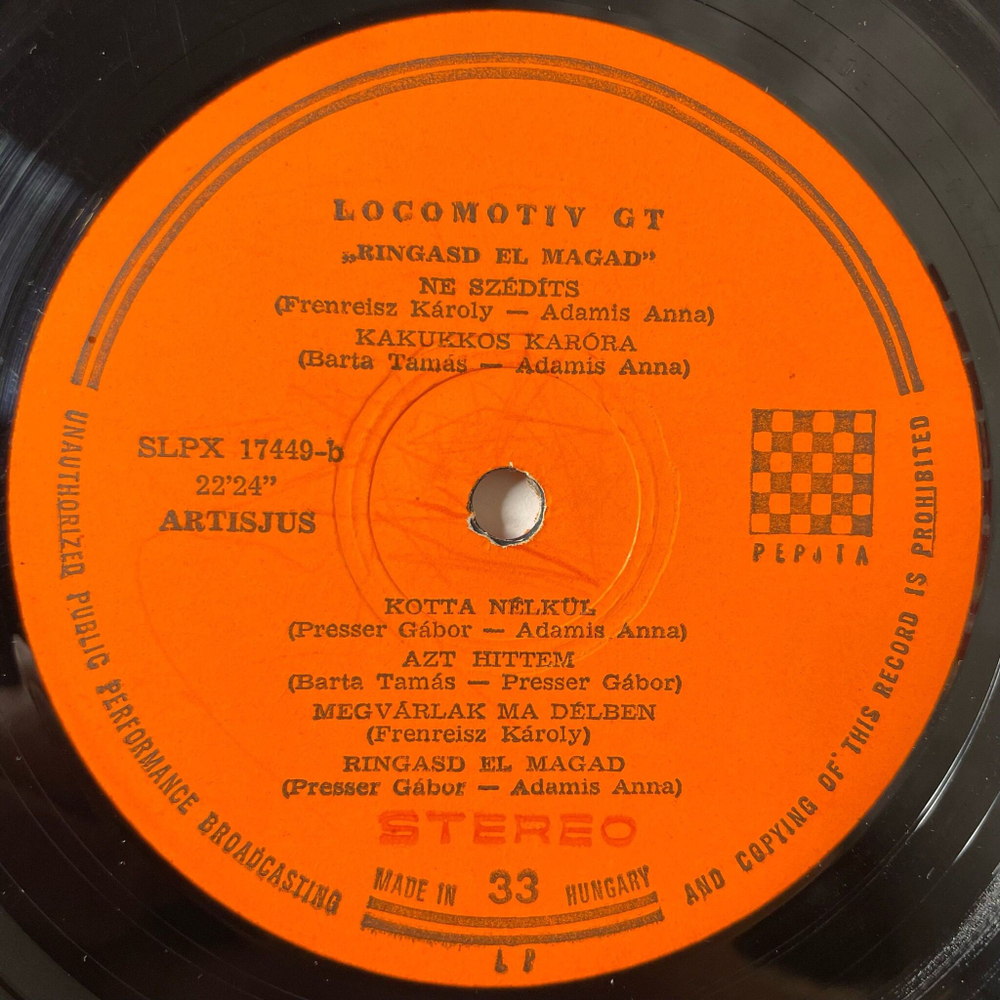 LOCOMOTIV GT
„RINGASD EL MAGAD”
NE SZÉDÍTS
(Frenreisz Károly — Adamis Anna)
KAKUKKOS KARÓRA
(Barta Tamás — Adamis Anna)
SLPX 17449-b
22’24”
ARTISJUS
PEPITA
KOTTA NÉLKÜL
(Presser Gábor — Adamis Anna)
AZT HITTEM
(Barta Tamás — Presser Gábor)
MEGVÁRLAK MA DÉLBEN
(Frenreisz Károly)
RINGASD EL MAGAD
(Presser Gábor — Adamis Anna)
STEREO
MADE IN 33 HUNGARY
LP
UNAUTHORIZED PUBLIC PERFORMANCE BROADCASTING AND COPYING OF THIS RECORD IS PROHIBITED